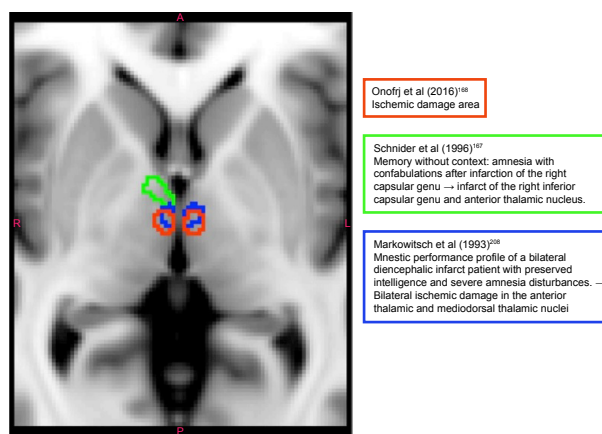 A
R
L
P
Onofrj et al (2016)168
Ischemic damage area
Schnider et al (1996)167
Memory without context: amnesia with
confabulations after infarction of the right
capsular genu → infarct of the right inferior
capsular genu and anterior thalamic nucleus.
Markowitsch et al (1993)208
Mnestic performance profile of a bilateral
diencephalic infarct patient with preserved
intelligence and severe amnesia disturbances. –
Bilateral ischemic damage in the anterior
thalamic and mediodorsal thalamic nuclei